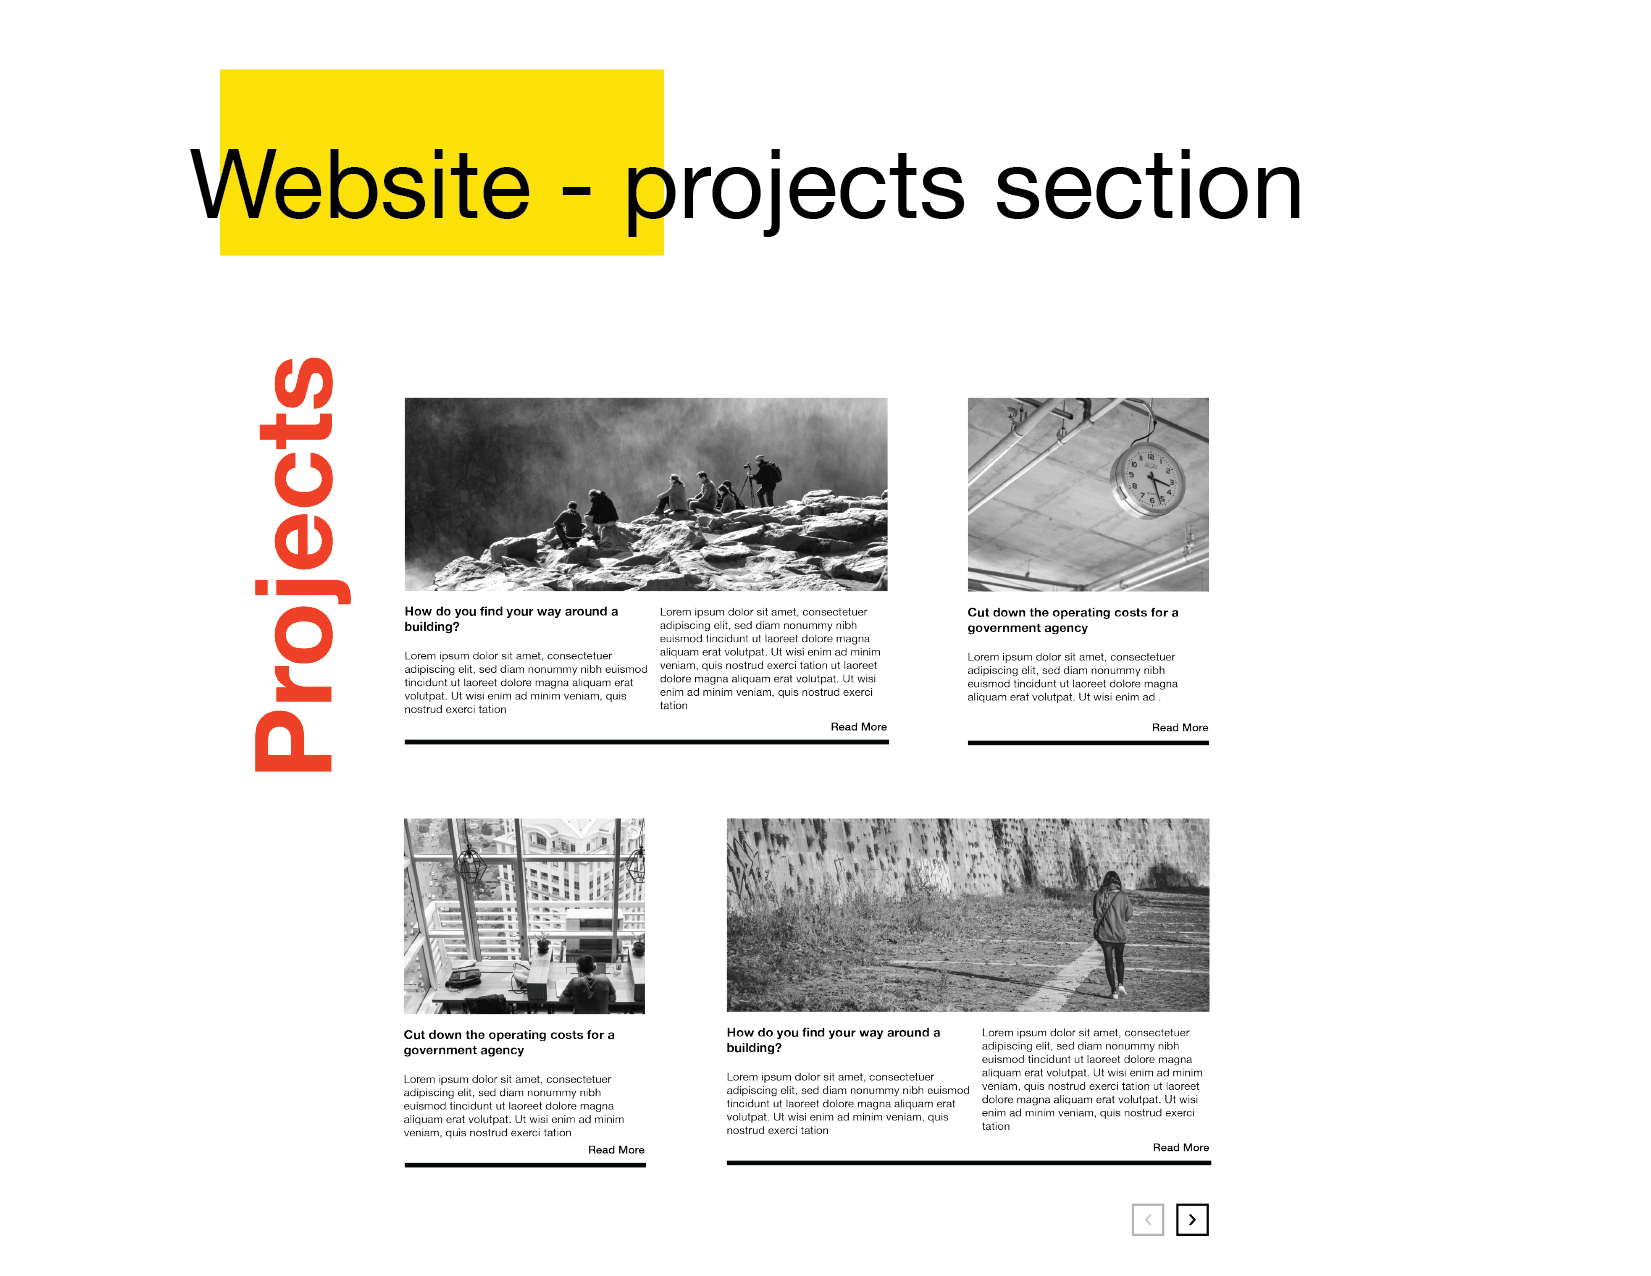 Website - projects section
Projects
How do you find your way around a
building?
Lorem ipsum dolor sit amet, consectetuer
adipiscing elit, sed diam nonummy nibh euismod
tincidunt ut laoreet dolore magna aliquam erat
volutpat. Ut wisi enim ad minim veniam, quis
nostrud exerci tation
Lorem ipsum dolor sit amet, consectetuer
adipiscing elit, sed diam nonummy nibh
euismod tincidunt ut laoreet dolore magna
aliquam erat volutpat. Ut wisi enim ad minim
veniam, quis nostrud exerci tation ut laoreet
dolore magna aliquam erat volutpat. Ut wisi
enim ad minim veniam, quis nostrud exerci
tation
Read More
Cut down the operating costs for a
government agency
Lorem ipsum dolor sit amet, consectetuer
adipiscing elit, sed diam nonummy nibh
euismod tincidunt ut laoreet dolore magna
aliquam erat volutpat. Ut wisi enim ad .
Read More
Cut down the operating costs for a
government agency
Lorem ipsum dolor sit amet, consectetuer
adipiscing elit, sed diam nonummy nibh
euismod tincidunt ut laoreet dolore magna
aliquam erat volutpat. Ut wisi enim ad minim
veniam, quis nostrud exerci tation
Read More
How do you find your way around a
building?
Lorem ipsum dolor sit amet, consectetuer
adipiscing elit, sed diam nonummy nibh euismod
tincidunt ut laoreet dolore magna aliquam erat
volutpat. Ut wisi enim ad minim veniam, quis
nostrud exerci tation
Lorem ipsum dolor sit amet, consectetuer
adipiscing elit, sed diam nonummy nibh
euismod tincidunt ut laoreet dolore magna
aliquam erat volutpat. Ut wisi enim ad minim
veniam, quis nostrud exerci tation ut laoreet
dolore magna aliquam erat volutpat. Ut wisi
enim ad minim veniam, quis nostrud exerci
tation
Read More